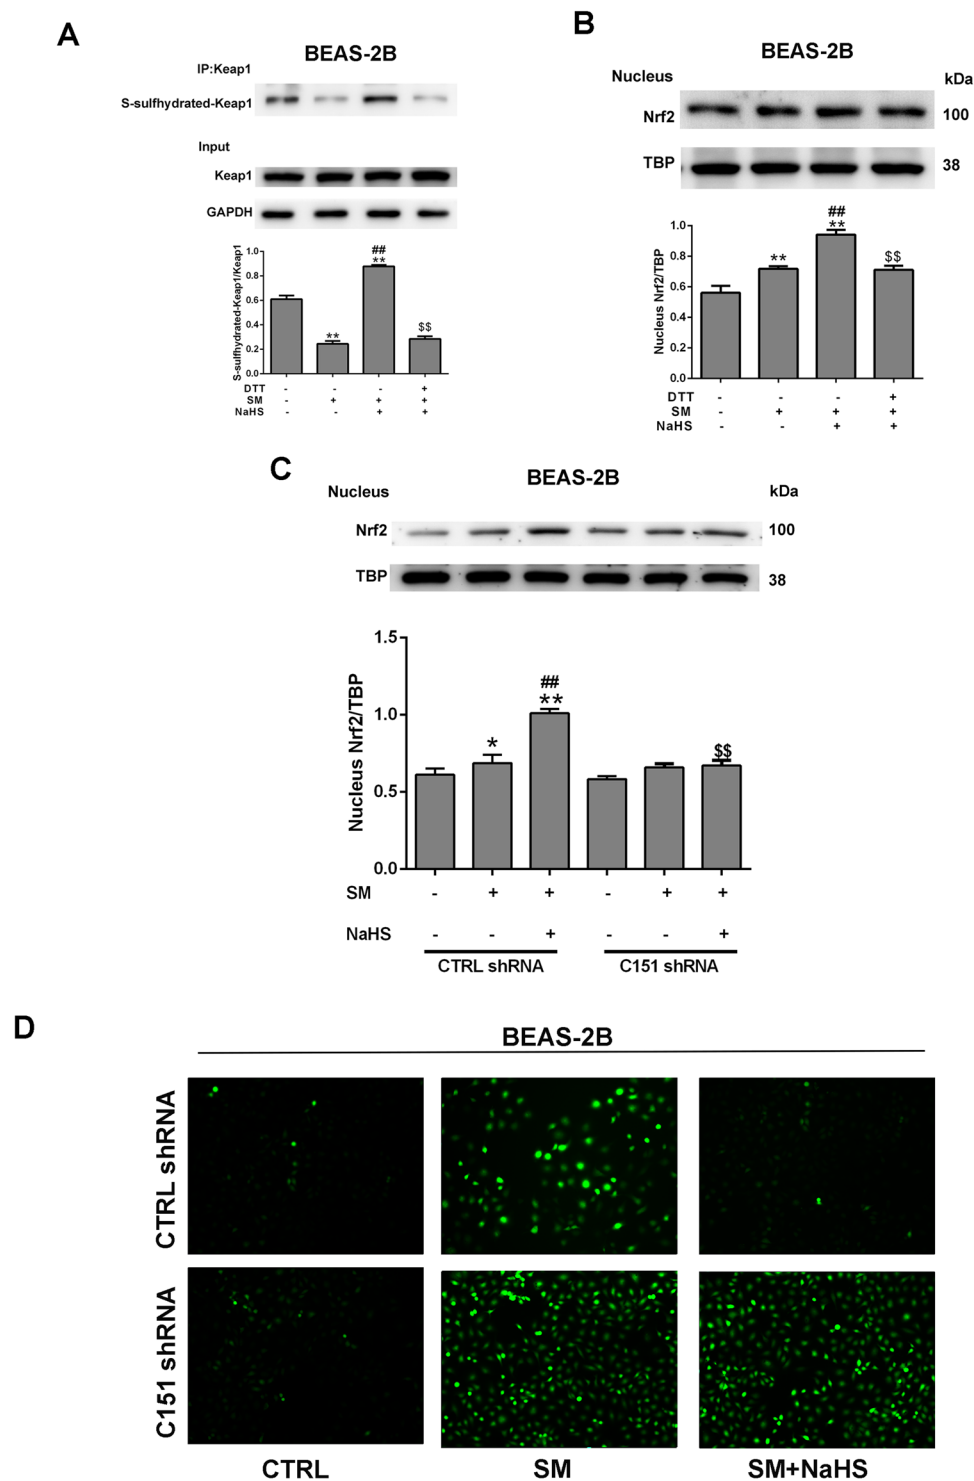 A
BEAS-2B
IP:Keap1
S-sulfhydrated-Keap1
Input
Keap1
GAPDH
S-sulfhydrated-Keap1/Keap1
1.0
0.8
0.6
0.4
0.2
0.0
**
##
**
$$
DTT - - - +
SM - + + +
NaHS - - + +
B
BEAS-2B
Nucleus
kDa
Nrf2
100
TBP
38
Nucleus Nrf2/TBP
1.0
0.8
0.6
0.4
0.2
0.0
**
##
**
$$
DTT - - - +
SM - + + +
NaHS - - + +
C
BEAS-2B
Nucleus
kDa
Nrf2
100
TBP
38
Nucleus Nrf2/TBP
1.5
1.0
0.5
0.0
*
##
**
$$
SM - + + - + +
NaHS - - + - - +
CTRL shRNA
C151 shRNA
D
BEAS-2B
CTRL shRNA
C151 shRNA
CTRL
SM
SM+NaHS